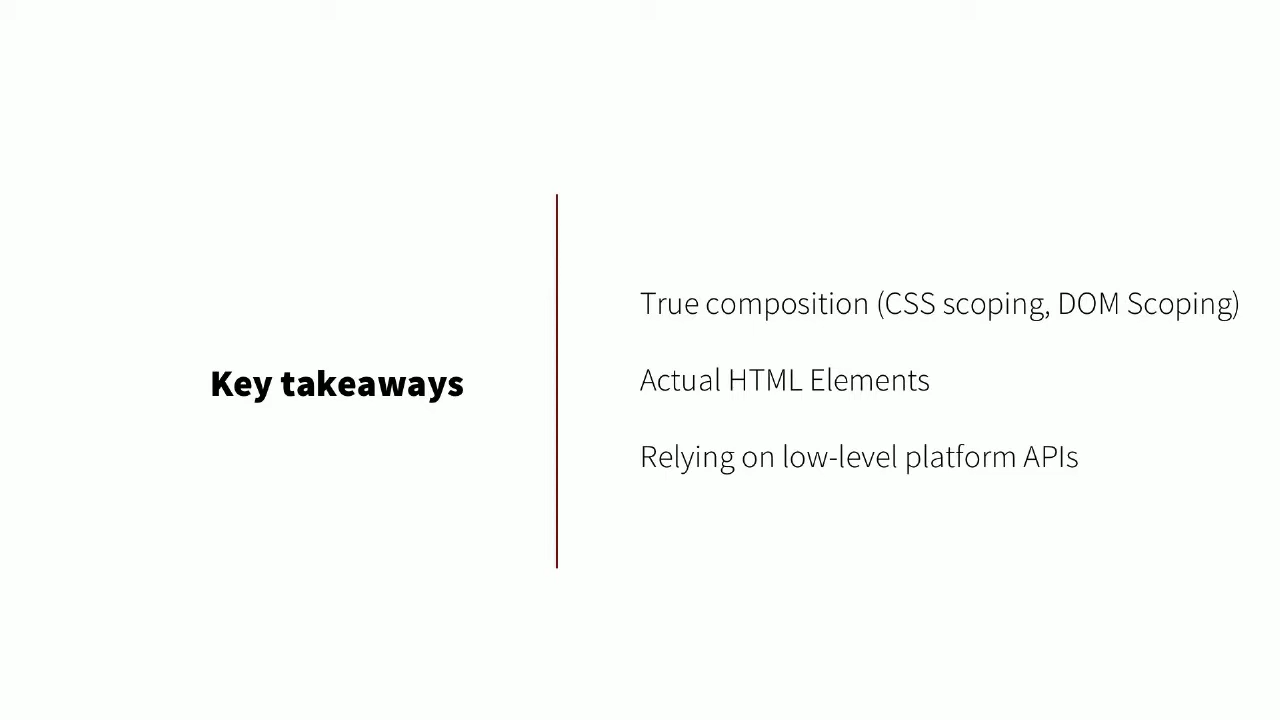 Key takeaways
True composition (CSS scoping, DOM Scoping)
Actual HTML Elements
Relying on low-level platform APIs